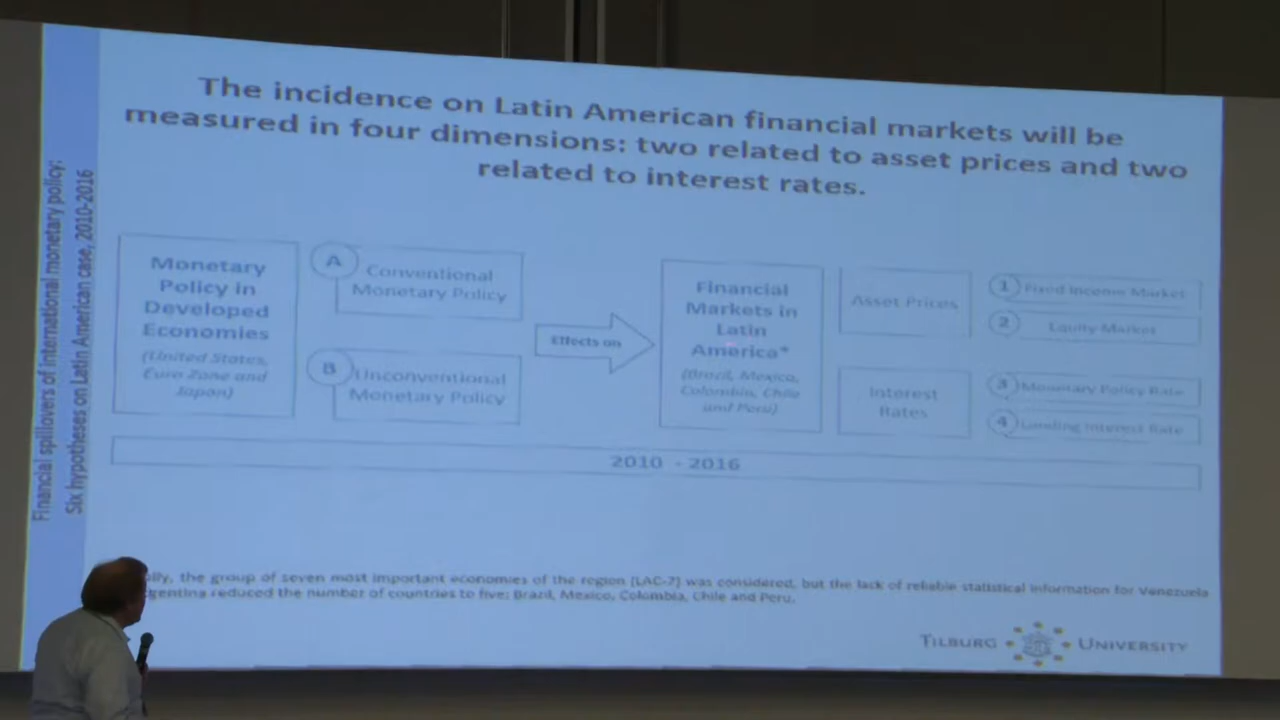 The incidence on Latin American financial markets will be
measured in four dimensions: two related to asset prices and two
related to interest rates.
Financial spillovers of international monetary policy:
Six hypotheses on Latin American case, 2010-2016
Monetary
Policy in
Developed
Economies
(United States,
Euro Zone and
Japan)
A
Conventional
Monetary Policy
B
Unconventional
Monetary Policy
Effects on
Financial
Markets in
Latin
America*
(Brazil, Mexico,
Colombia, Chile
and Peru)
Asset Prices
1 Fixed Income Market
2 Equity Market
Interest
Rates
3 Monetary Policy Rate
4 Lending Interest Rate
2010 - 2016
lly, the group of seven most important economies of the region (LAC-7) was considered, but the lack of reliable statistical information for Venezuela
gentina reduced the number of countries to five: Brazil, Mexico, Colombia, Chile and Peru.
TILBURG UNIVERSITY